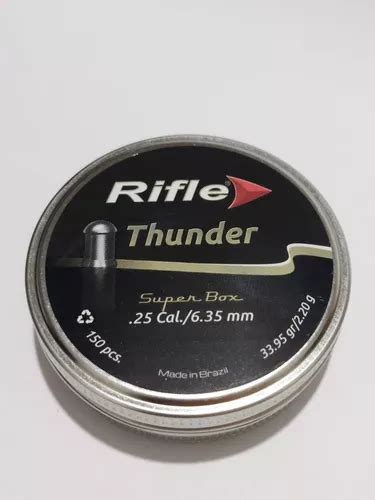 Rifle
Thunder
Super Box
.25 Cal./6.35 mm
150 pcs.
33.95 gr/2.20 g
Made in Brazil